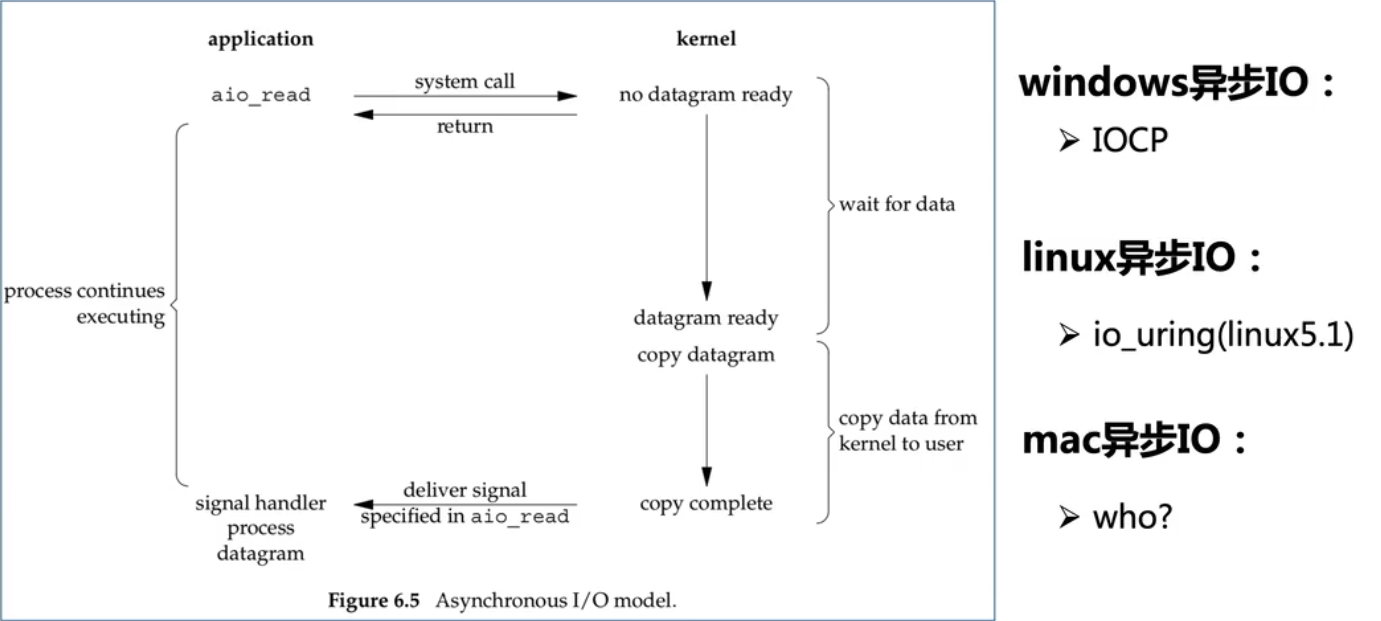 application
kernel
aio_read
system call
return
no datagram ready
wait for data
process continues
executing
datagram ready
copy datagram
copy data from
kernel to user
signal handler
process
datagram
deliver signal
specified in aio_read
copy complete
Figure 6.5 Asynchronous I/O model.
windows异步IO：
➢ IOCP
linux异步IO：
➢ io_uring(linux5.1)
mac异步IO：
➢ who?